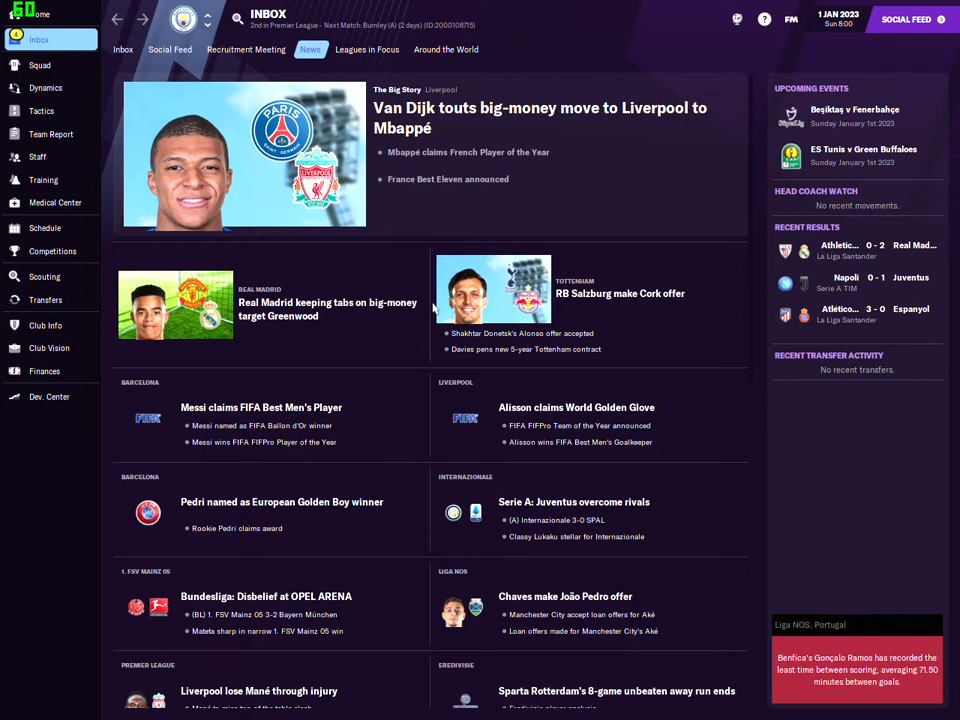 60
ome
4
Inbox
Squad
Dynamics
Tactics
Team Report
Staff
Training
Medical Center
Schedule
Competitions
Scouting
Transfers
Club Info
Club Vision
Finances
Dev. Center
INBOX
2nd in Premier League - Next Match: Burnley (A) (2 days) (ID:2000108715)
?
FM
1 JAN 2023
Sun 8:00
SOCIAL FEED
Inbox
Social Feed
Recruitment Meeting
News
Leagues in Focus
Around the World
PARIS
SAINT-GERMAIN
LIVERPOOL
The Big Story Liverpool
Van Dijk touts big-money move to Liverpool to
Mbappé
Mbappé claims French Player of the Year
France Best Eleven announced
REAL MADRID
Real Madrid keeping tabs on big-money
target Greenwood
TOTTENHAM
RB Salzburg make Cork offer
Shakhtar Donetsk's Alonso offer accepted
Davies pens new 5-year Tottenham contract
BARCELONA
FIFA
Messi claims FIFA Best Men's Player
Messi named as FIFA Ballon d'Or winner
Messi wins FIFA FIFPro Player of the Year
LIVERPOOL
FIFA
Alisson claims World Golden Glove
FIFA FIFPro Team of the Year announced
Alisson wins FIFA Best Men's Goalkeeper
BARCELONA
Pedri named as European Golden Boy winner
Rookie Pedri claims award
INTERNAZIONALE
Serie A: Juventus overcome rivals
(A) Internazionale 3-0 SPAL
Classy Lukaku stellar for Internazionale
1. FSV MAINZ 05
Bundesliga: Disbelief at OPEL ARENA
(BL) 1. FSV Mainz 05 3-2 Bayern München
Mateta sharp in narrow 1. FSV Mainz 05 win
LIGA NOS
Chaves make João Pedro offer
Manchester City accept loan offers for Aké
Loan offers made for Manchester City's Aké
PREMIER LEAGUE
Liverpool lose Mané through injury
EREDIVISIE
Sparta Rotterdam's 8-game unbeaten away run ends
UPCOMING EVENTS
Beşiktaş v Fenerbahçe
Sunday January 1st 2023
ES Tunis v Green Buffaloes
Sunday January 1st 2023
HEAD COACH WATCH
No recent movements.
RECENT RESULTS
Athletic... 0 - 2 Real Mad...
La Liga Santander
Napoli 0 - 1 Juventus
Serie A TIM
Atlético... 3 - 0 Espanyol
La Liga Santander
RECENT TRANSFER ACTIVITY
No recent transfers.
Liga NOS, Portugal
Benfica's Gonçalo Ramos has recorded the
least time between scoring, averaging 71.50
minutes between goals.